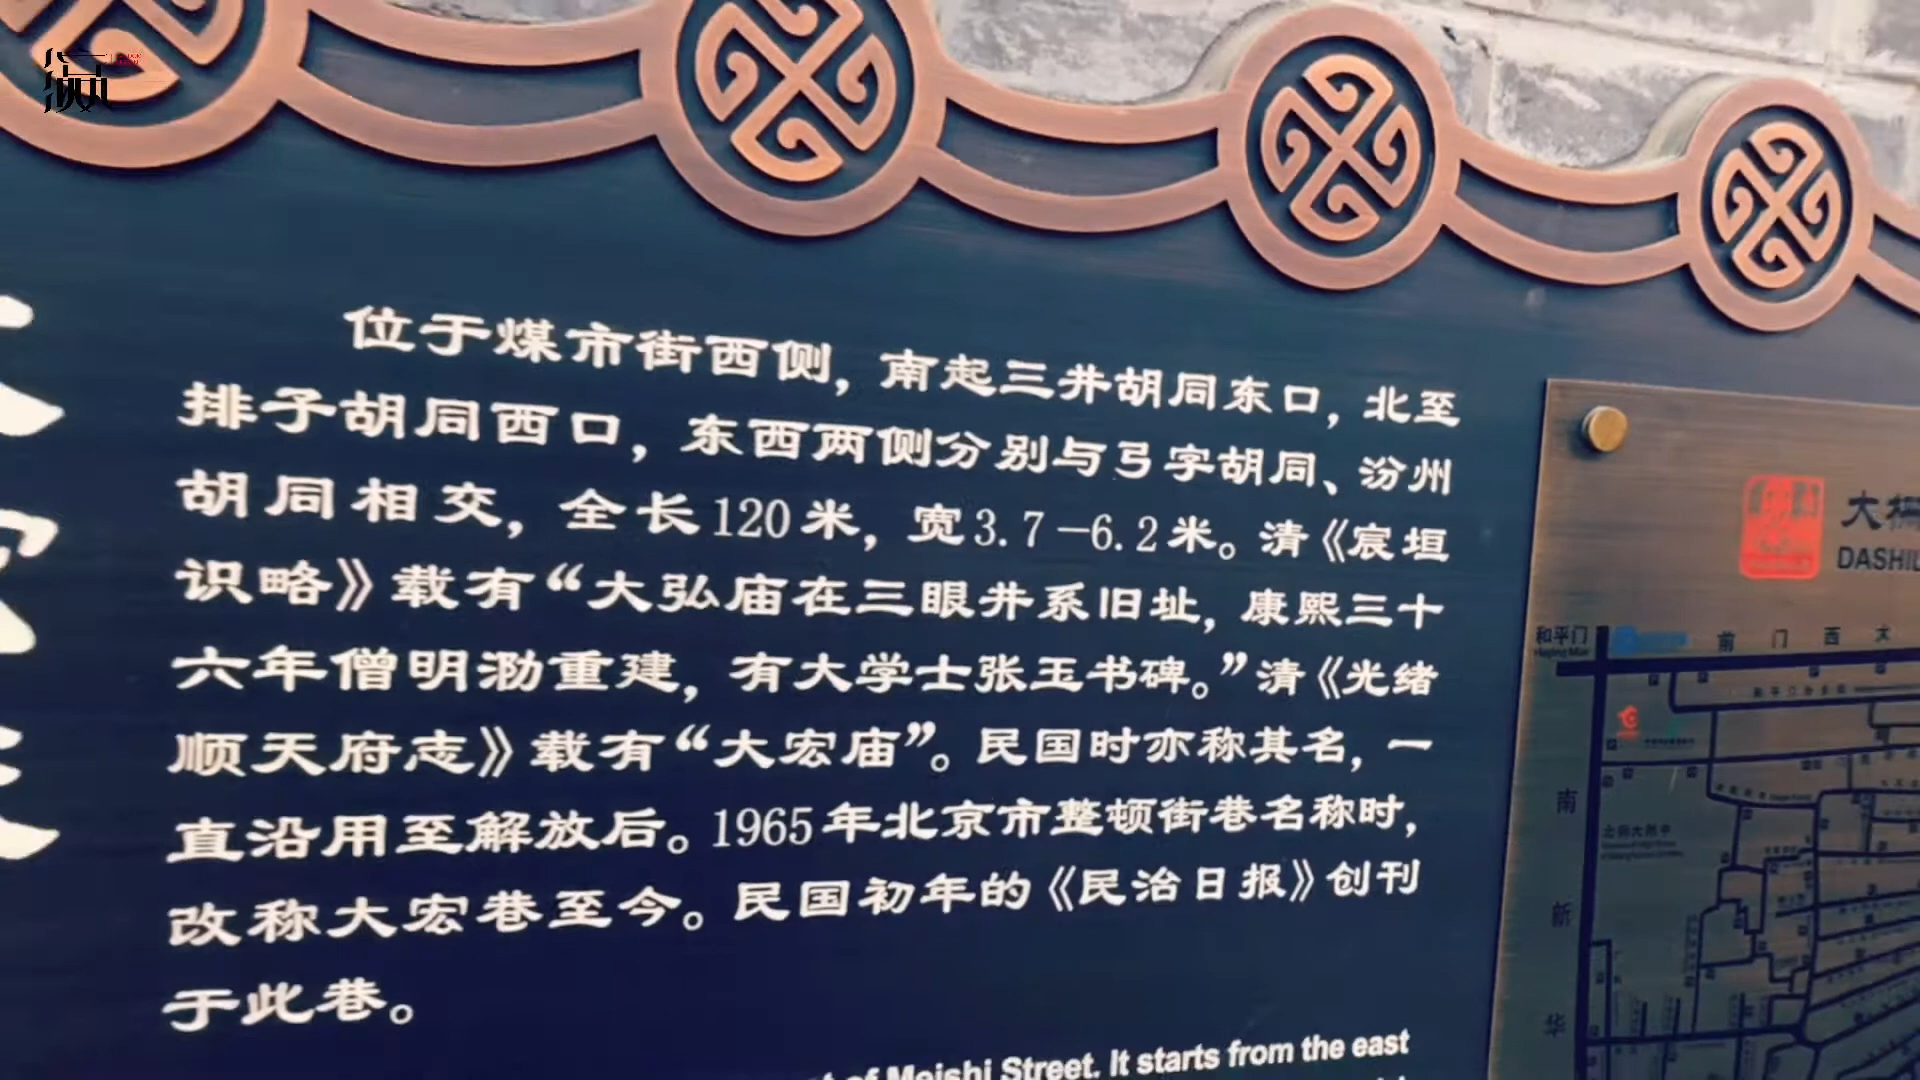 位于煤市街西侧，南起三井胡同东口，北至
排子胡同西口，东西两侧分别与弓字胡同、汾州
胡同相交，全长120米，宽3.7—6.2米。清《宸垣
识略》载有“大弘庙在三眼井系旧址，康熙三十
六年僧明泐重建，有大学士张玉书碑。”清《光绪
顺天府志》载有“大宏庙”。民国时亦称其名，一
直沿用至解放后。1965年北京市整顿街巷名称时，
改称大宏巷至今。民国初年的《民治日报》创刊
于此巷。
of Meishi Street. It starts from the east
大栅
DASHIL
和平门
前门西大
南新华